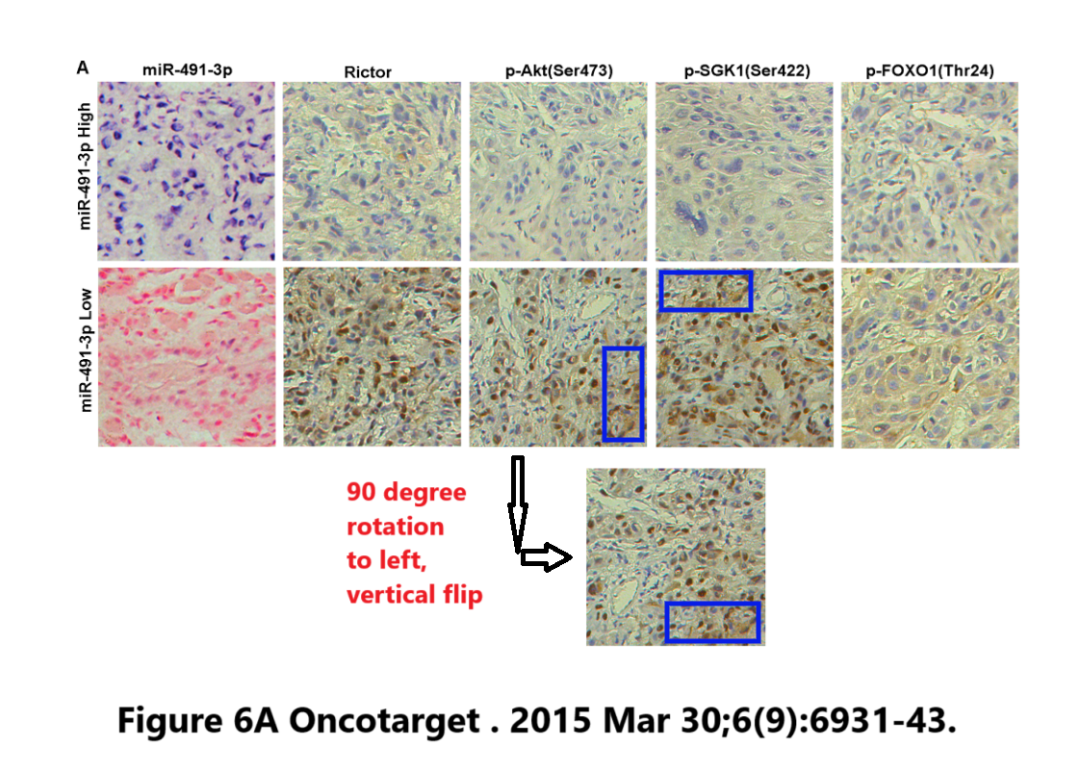 A
miR-491-3p
Rictor
p-Akt(Ser473)
p-SGK1(Ser422)
p-FOXO1(Thr24)
miR-491-3p High
miR-491-3p Low
90 degree
rotation
to left,
vertical flip
Figure 6A Oncotarget . 2015 Mar 30;6(9):6931-43.